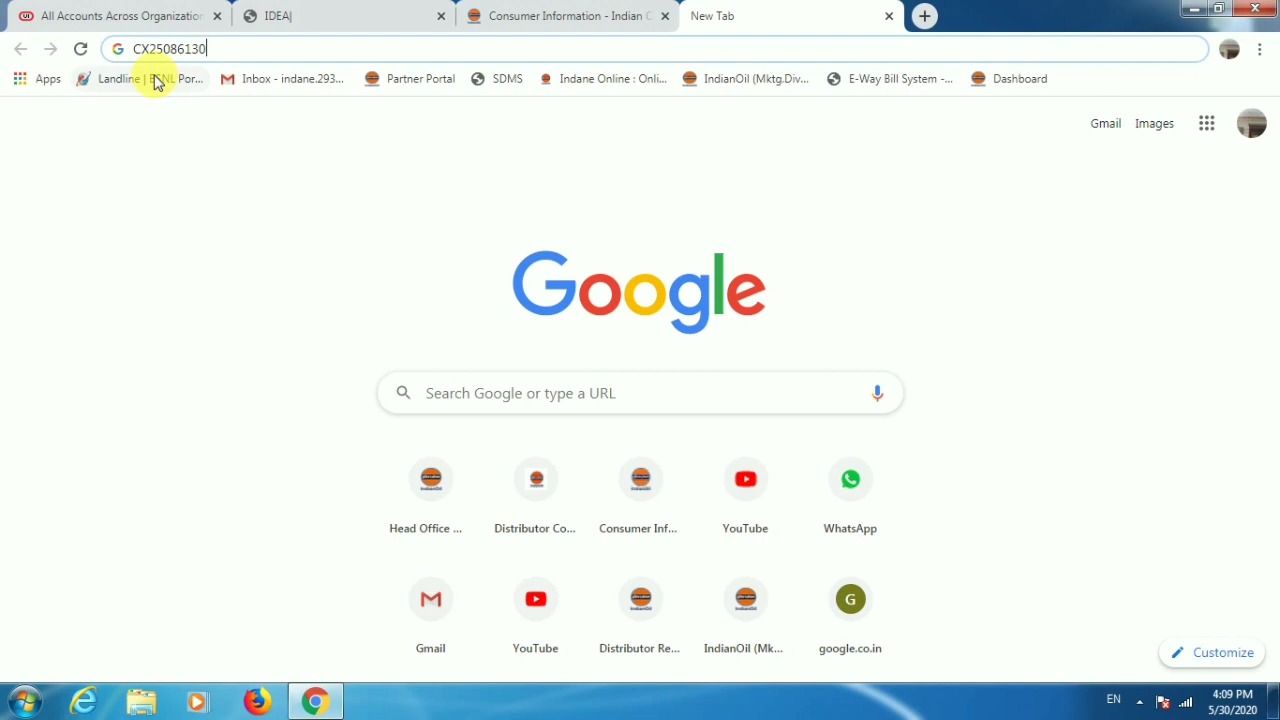 All Accounts Across Organization
IDEA|
Consumer Information - Indian C
New Tab
CX25086130
Apps
Landline | BSNL Por...
Inbox - indane.293...
Partner Portal
SDMS
Indane Online : Onli...
IndianOil (Mktg.Div...
E-Way Bill System -...
Dashboard
Gmail
Images
Google
Search Google or type a URL
Head Office ...
Distributor Co...
Consumer Inf...
YouTube
WhatsApp
Gmail
YouTube
Distributor Re...
IndianOil (Mk...
G
google.co.in
Customize
EN
4:09 PM
5/30/2020